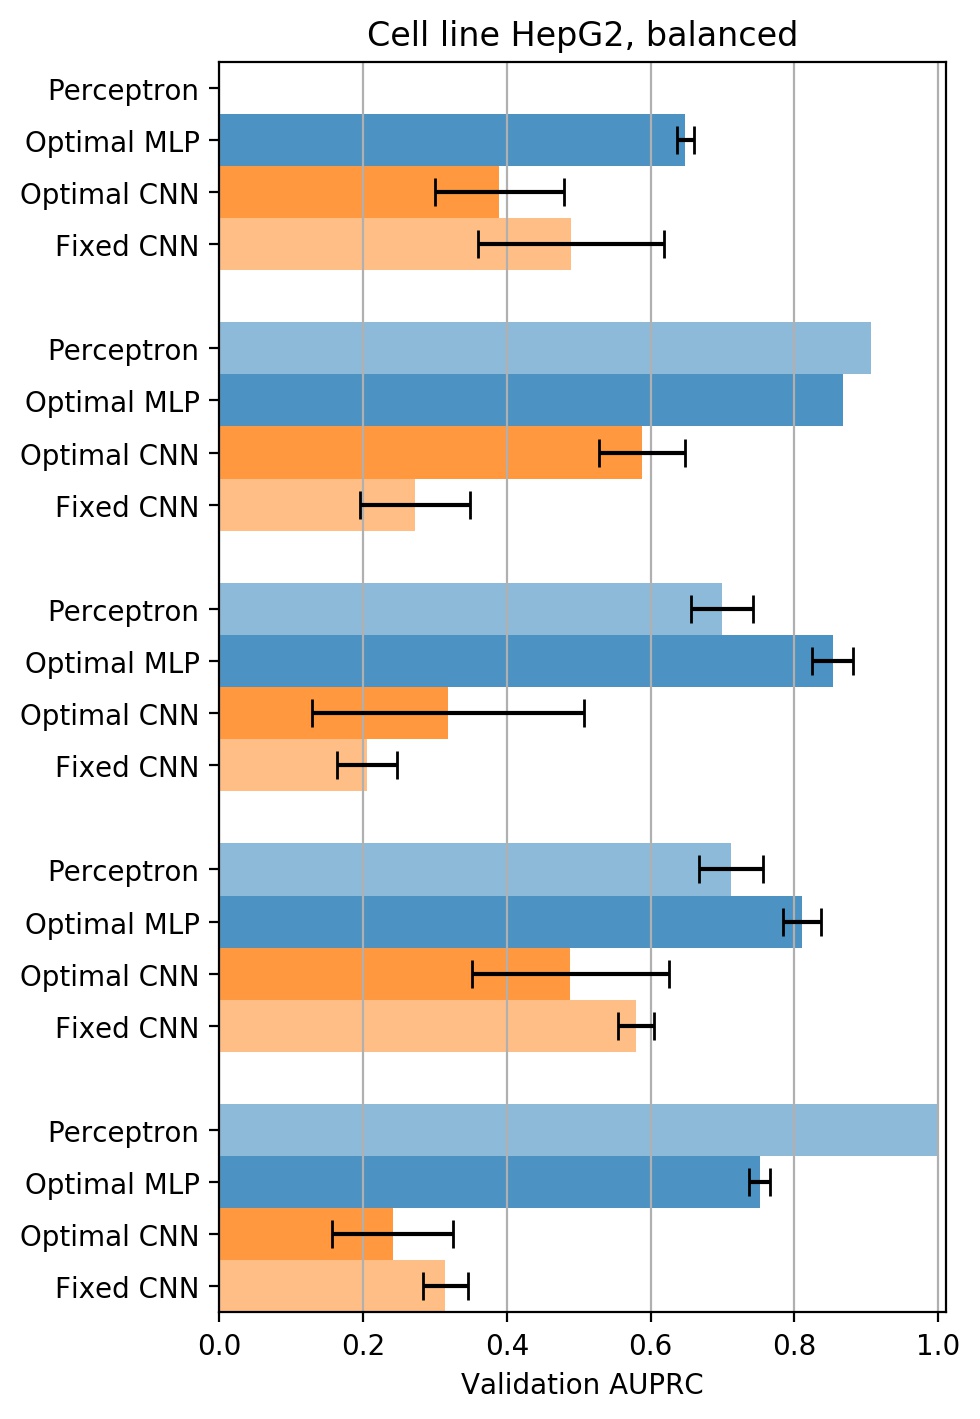 Cell line HepG2, balanced
Perceptron
Optimal MLP
Optimal CNN
Fixed CNN
Perceptron
Optimal MLP
Optimal CNN
Fixed CNN
Perceptron
Optimal MLP
Optimal CNN
Fixed CNN
Perceptron
Optimal MLP
Optimal CNN
Fixed CNN
Perceptron
Optimal MLP
Optimal CNN
Fixed CNN
0.0 0.2 0.4 0.6 0.8 1.0
Validation AUPRC